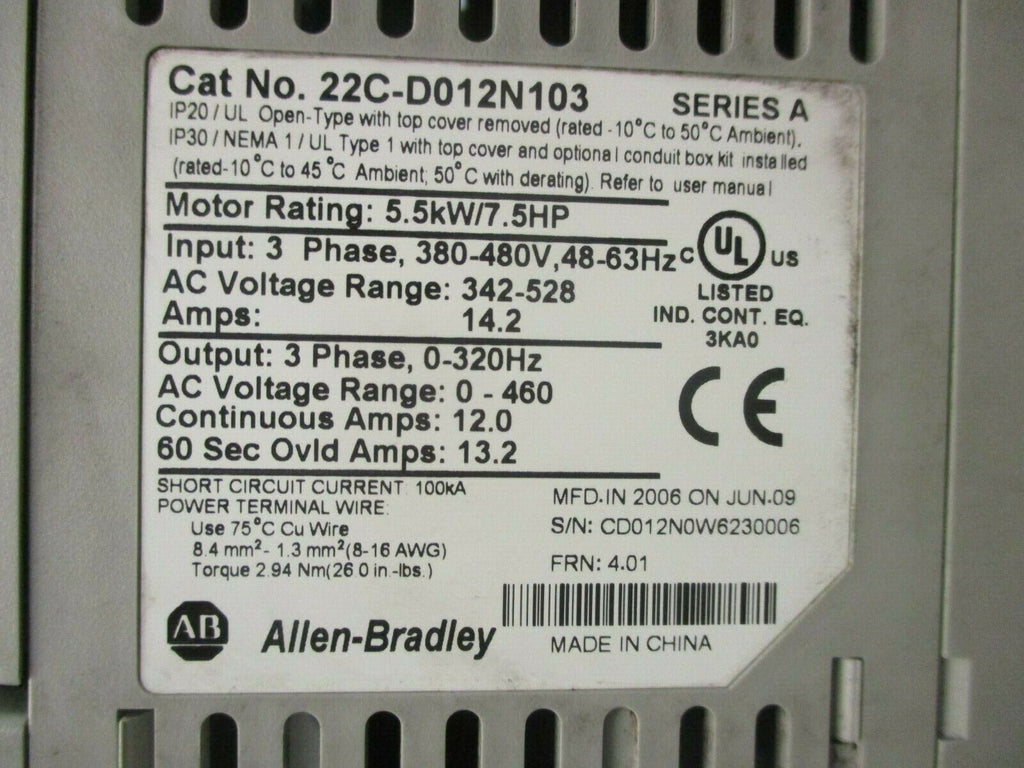 Cat No. 22C-D012N103 SERIES A
IP20 / UL Open-Type with top cover removed (rated -10°C to 50°C Ambient),
IP30 / NEMA 1 / UL Type 1 with top cover and optional conduit box kit installed
(rated-10°C to 45°C Ambient; 50°C with derating). Refer to user manual
Motor Rating: 5.5kW/7.5HP
Input: 3 Phase, 380-480V,48-63Hz
AC Voltage Range: 342-528
Amps: 14.2
C UL US
LISTED
IND. CONT. EQ.
3KA0
Output: 3 Phase, 0-320Hz
AC Voltage Range: 0 - 460
Continuous Amps: 12.0
60 Sec Ovld Amps: 13.2
CE
SHORT CIRCUIT CURRENT: 100kA
POWER TERMINAL WIRE:
Use 75°C Cu Wire
8.4 mm²- 1.3 mm²(8-16 AWG)
Torque 2.94 Nm(26.0 in.-lbs.)
MFD.IN 2006 ON JUN.09
S/N: CD012N0W6230006
FRN: 4.01
AB Allen-Bradley
MADE IN CHINA